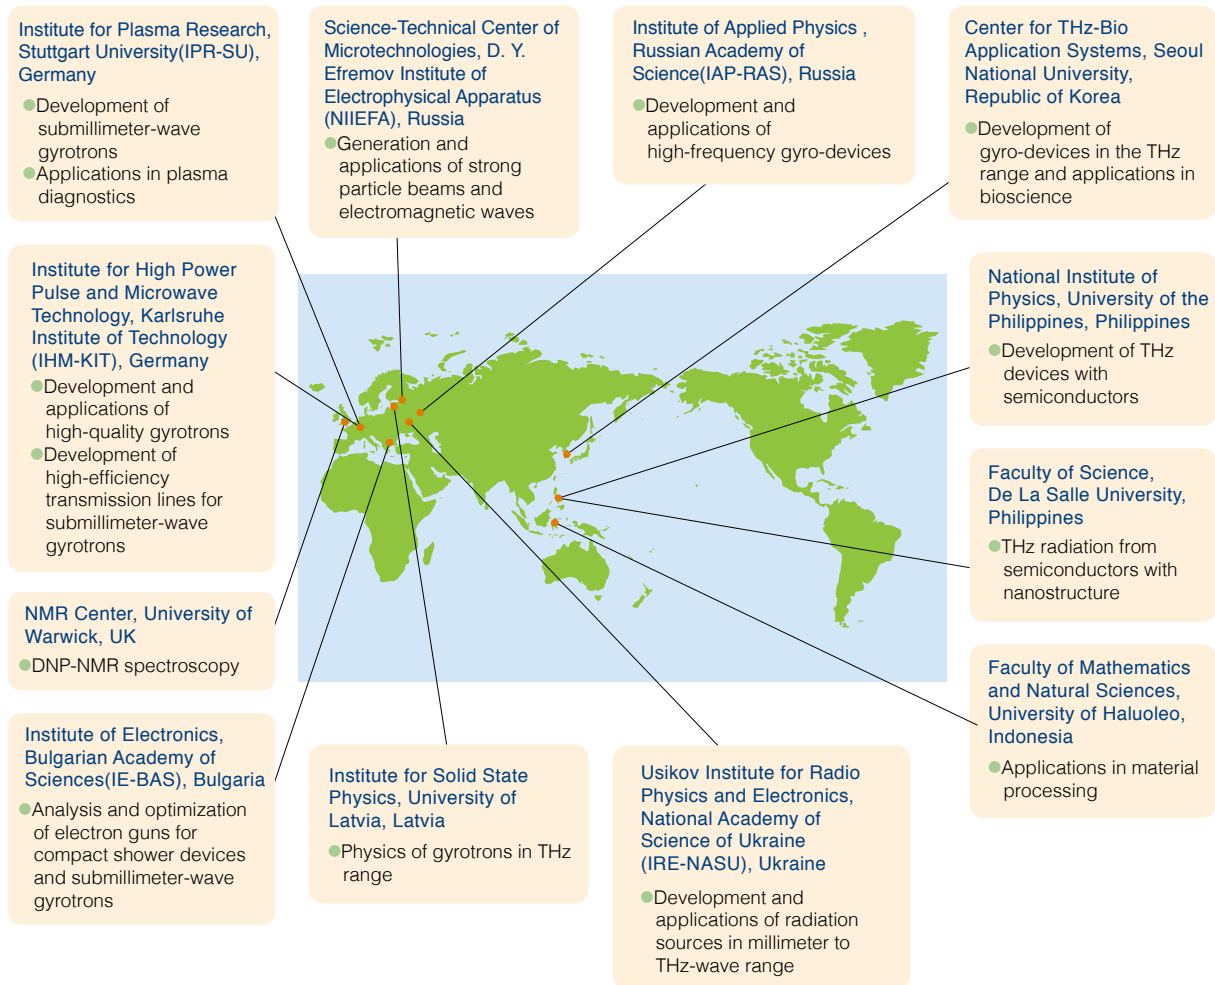 Institute for Plasma Research,
Stuttgart University(IPR-SU),
Germany
●Development of
submillimeter-wave
gyrotrons
●Applications in plasma
diagnostics
Science-Technical Center of
Microtechnologies, D. Y.
Efremov Institute of
Electrophysical Apparatus
(NIIEFA), Russia
●Generation and
applications of strong
particle beams and
electromagnetic waves
Institute of Applied Physics ,
Russian Academy of
Science(IAP-RAS), Russia
●Development and
applications of
high-frequency gyro-devices
Center for THz-Bio
Application Systems, Seoul
National University,
Republic of Korea
●Development of
gyro-devices in the THz
range and applications in
bioscience
Institute for High Power
Pulse and Microwave
Technology, Karlsruhe
Institute of Technology
(IHM-KIT), Germany
●Development and
applications of
high-quality gyrotrons
●Development of
high-efficiency
transmission lines for
submillimeter-wave
gyrotrons
National Institute of
Physics, University of the
Philippines, Philippines
●Development of THz
devices with
semiconductors
Faculty of Science,
De La Salle University,
Philippines
●THz radiation from
semiconductors with
nanostructure
NMR Center, University of
Warwick, UK
●DNP-NMR spectroscopy
Faculty of Mathematics
and Natural Sciences,
University of Haluoleo,
Indonesia
●Applications in material
processing
Institute of Electronics,
Bulgarian Academy of
Sciences(IE-BAS), Bulgaria
●Analysis and optimization
of electron guns for
compact shower devices
and submillimeter-wave
gyrotrons
Institute for Solid State
Physics, University of
Latvia, Latvia
●Physics of gyrotrons in THz
range
Usikov Institute for Radio
Physics and Electronics,
National Academy of
Science of Ukraine
(IRE-NASU), Ukraine
●Development and
applications of radiation
sources in millimeter to
THz-wave range